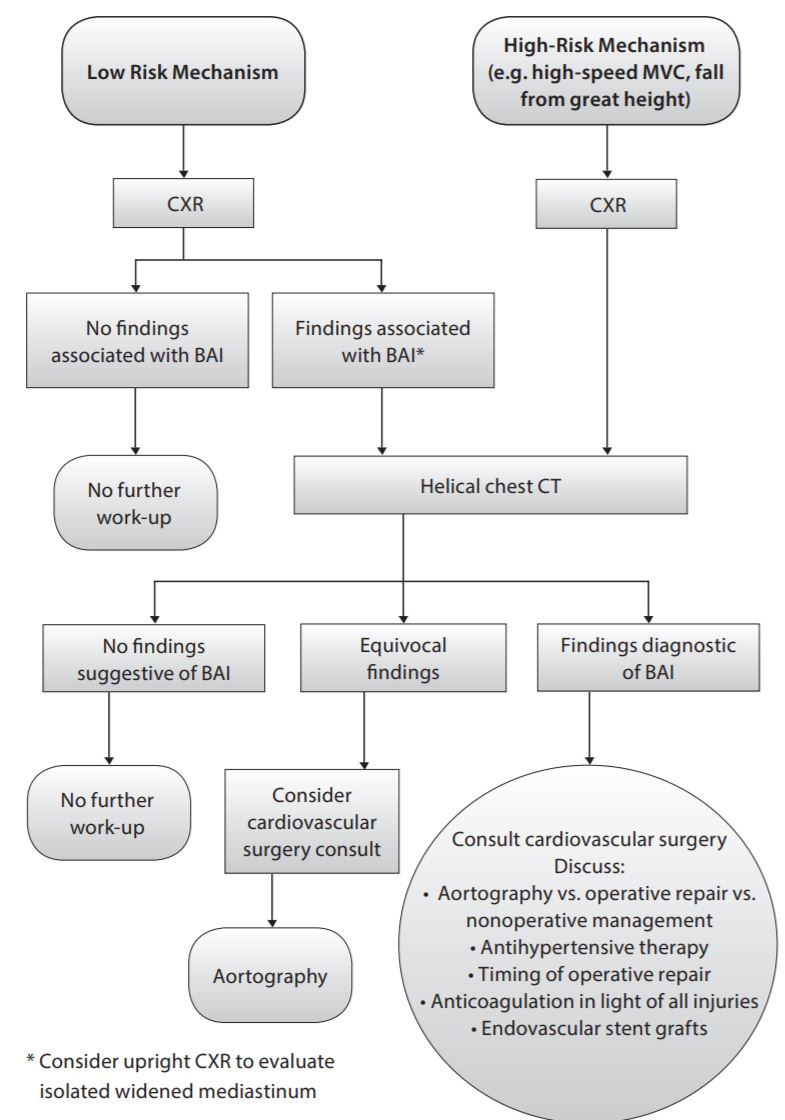 Low Risk Mechanism
High-Risk Mechanism
(e.g. high-speed MVC, fall
from great height)
CXR
CXR
No findings
associated with BAI
Findings associated
with BAI*
No further
work-up
Helical chest CT
No findings
suggestive of BAI
Equivocal
findings
Findings diagnostic
of BAI
No further
work-up
Consider
cardiovascular
surgery consult
Aortography
Consult cardiovascular surgery
Discuss:
• Aortography vs. operative repair vs.
nonoperative management
• Antihypertensive therapy
• Timing of operative repair
• Anticoagulation in light of all injuries
• Endovascular stent grafts
* Consider upright CXR to evaluate
isolated widened mediastinum